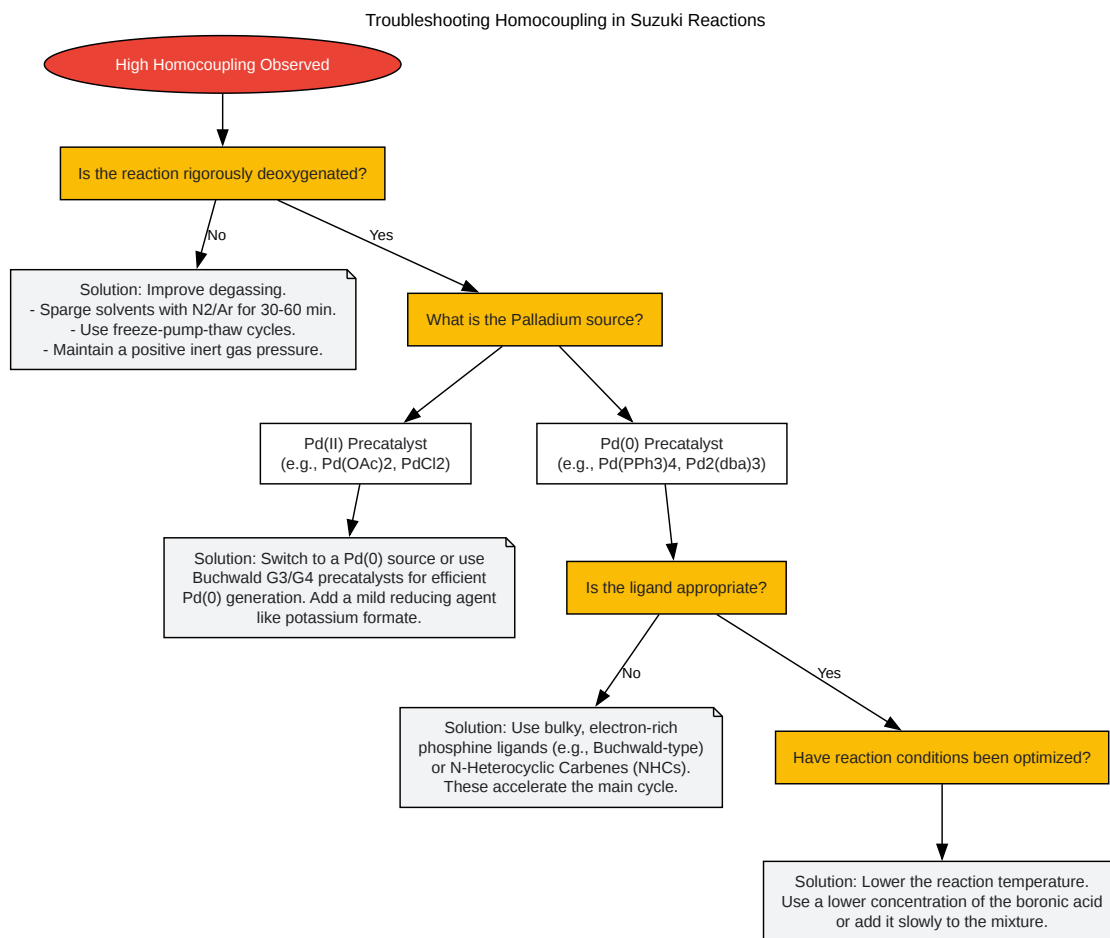 Troubleshooting Homocoupling in Suzuki Reactions
High Homocoupling Observed
Is the reaction rigorously deoxygenated?
No
Yes
Solution: Improve degassing.
- Sparge solvents with N2/Ar for 30-60 min.
- Use freeze-pump-thaw cycles.
- Maintain a positive inert gas pressure.
What is the Palladium source?
Pd(II) Precatalyst
(e.g., Pd(OAc)2, PdCl2)
Pd(0) Precatalyst
(e.g., Pd(PPh3)4, Pd2(dba)3)
Solution: Switch to a Pd(0) source or use
Buchwald G3/G4 precatalysts for efficient
Pd(0) generation. Add a mild reducing agent
like potassium formate.
Is the ligand appropriate?
No
Yes
Solution: Use bulky, electron-rich
phosphine ligands (e.g., Buchwald-type)
or N-Heterocyclic Carbenes (NHCs).
These accelerate the main cycle.
Have reaction conditions been optimized?
Solution: Lower the reaction temperature.
Use a lower concentration of the boronic acid
or add it slowly to the mixture.